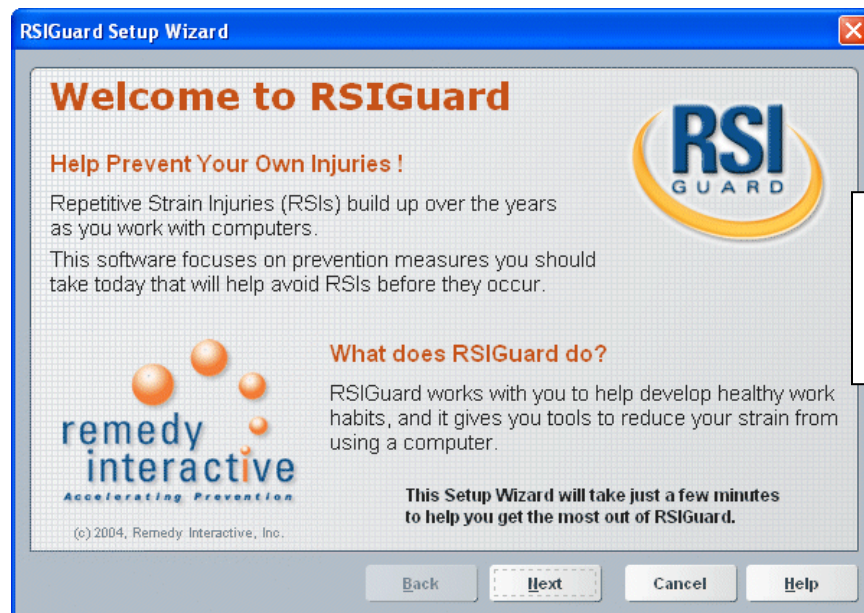 RSIGuard Setup Wizard
Welcome to RSIGuard
RSI
GUARD
Help Prevent Your Own Injuries !
Repetitive Strain Injuries (RSIs) build up over the years
as you work with computers.
This software focuses on prevention measures you should
take today that will help avoid RSIs before they occur.
remedy
interactive
Accelerating Prevention
(c) 2004, Remedy Interactive, Inc.
What does RSIGuard do?
RSIGuard works with you to help develop healthy work
habits, and it gives you tools to reduce your strain from
using a computer.
This Setup Wizard will take just a few minutes
to help you get the most out of RSIGuard.
Back Next Cancel Help